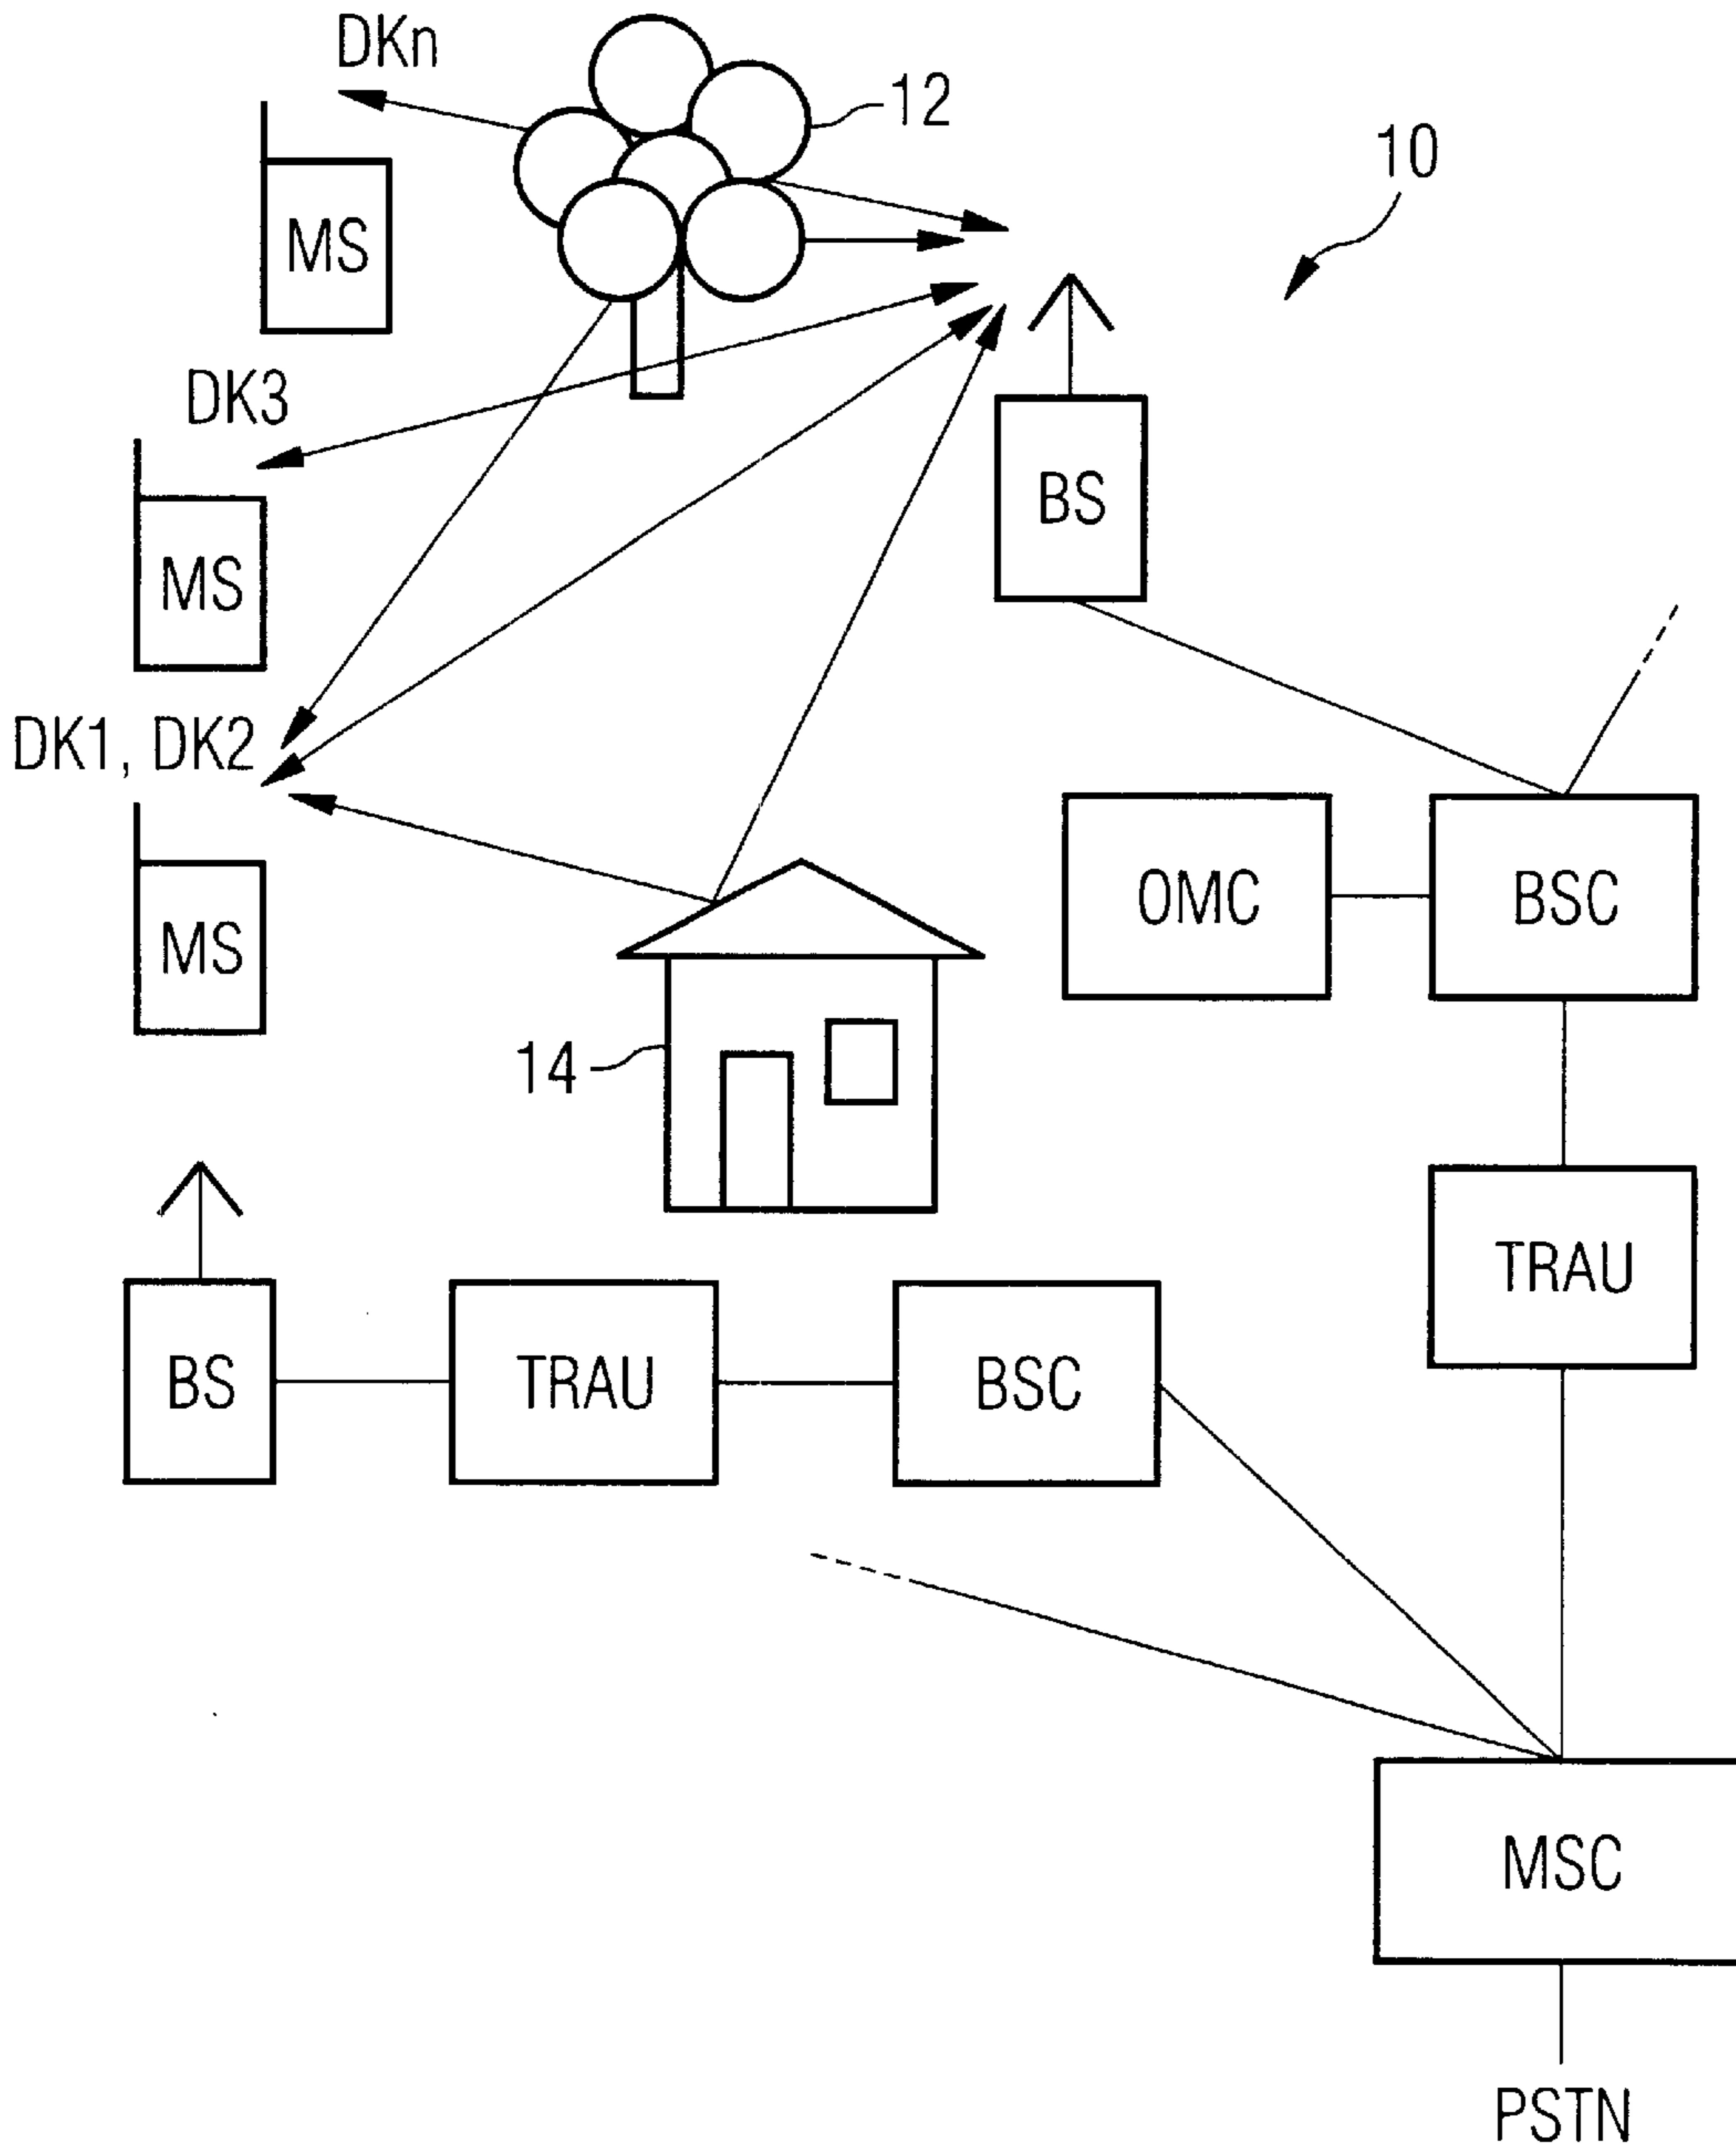 DKn
12
10
MS
DK3
BS
MS
DK1, DK2
OMC
BSC
MS
14
TRAU
BS
TRAU
BSC
MSC
PSTN